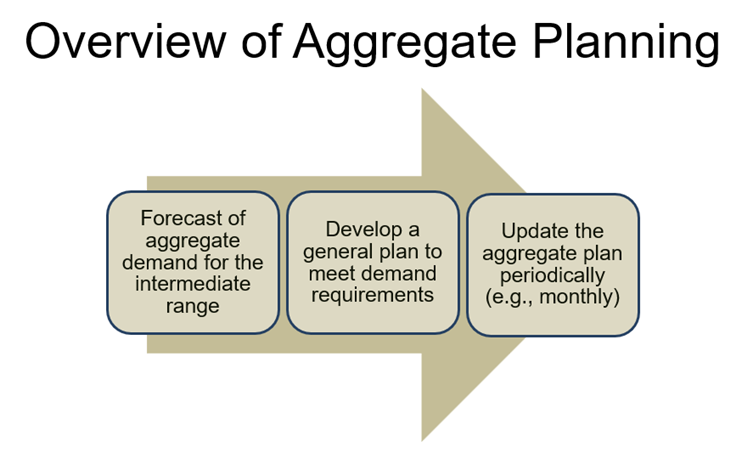 Overview of Aggregate Planning
Forecast of
aggregate
demand for the
intermediate
range
Develop a
general plan to
meet demand
requirements
Update the
aggregate plan
periodically
(e.g., monthly)